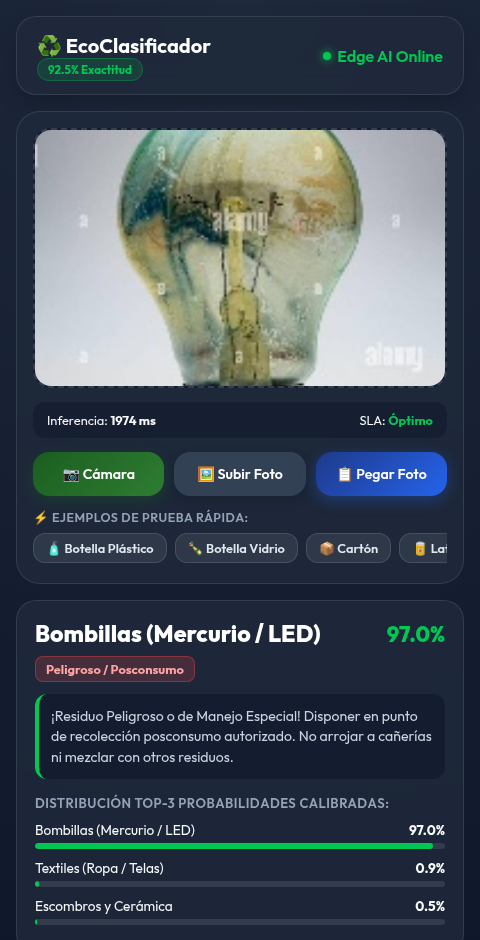 ♻️ EcoClasificador
92.5% Exactitud
Edge AI Online
a
a
a
alamy
a
a
a
a
a
alamy
Inferencia: 1974 ms
SLA: Óptimo
📷 Cámara
🖼️ Subir Foto
📋 Pegar Foto
⚡ EJEMPLOS DE PRUEBA RÁPIDA:
🧴 Botella Plástico
🍾 Botella Vidrio
📦 Cartón
🥫 Lat
Bombillas (Mercurio / LED)
97.0%
Peligroso / Posconsumo
¡Residuo Peligroso o de Manejo Especial! Disponer en punto
de recolección posconsumo autorizado. No arrojar a cañerías
ni mezclar con otros residuos.
DISTRIBUCIÓN TOP-3 PROBABILIDADES CALIBRADAS:
Bombillas (Mercurio / LED)
97.0%
Textiles (Ropa / Telas)
0.9%
Escombros y Cerámica
0.5%